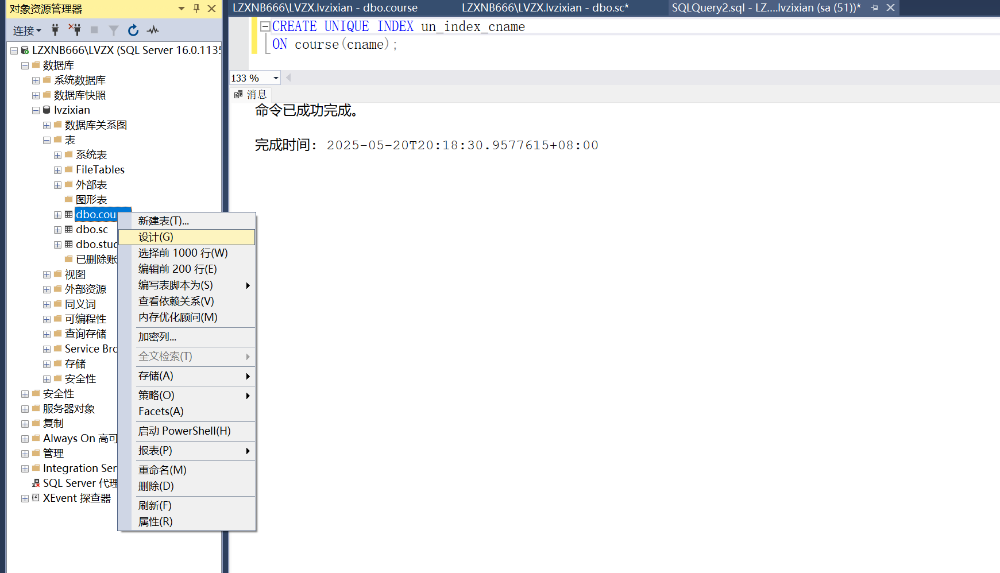 对象资源管理器
连接
LZXNB666\LVZX (SQL Server 16.0.1135
数据库
系统数据库
数据库快照
lvzixian
数据库关系图
表
系统表
FileTables
外部表
图形表
dbo.cou
dbo.sc
dbo.stud
已删除账
视图
外部资源
同义词
可编程性
查询存储
Service Bro
存储
安全性
安全性
服务器对象
复制
Always On 高可
管理
Integration Ser
SQL Server 代理
XEvent 探查器
新建表(T)...
设计(G)
选择前 1000 行(W)
编辑前 200 行(E)
编写表脚本为(S)
查看依赖关系(V)
内存优化顾问(M)
加密列...
全文检索(T)
存储(A)
策略(O)
Facets(A)
启动 PowerShell(H)
报表(P)
重命名(M)
删除(D)
刷新(F)
属性(R)
LZXNB666\LVZX.lvzixian - dbo.course
LZXNB666\LVZX.lvzixian - dbo.sc*
SQLQuery2.sql - LZ....lvzixian (sa (51))*
CREATE UNIQUE INDEX un_index_cname
ON course(cname);
133 %
消息
命令已成功完成。
完成时间: 2025-05-20T20:18:30.9577615+08:00